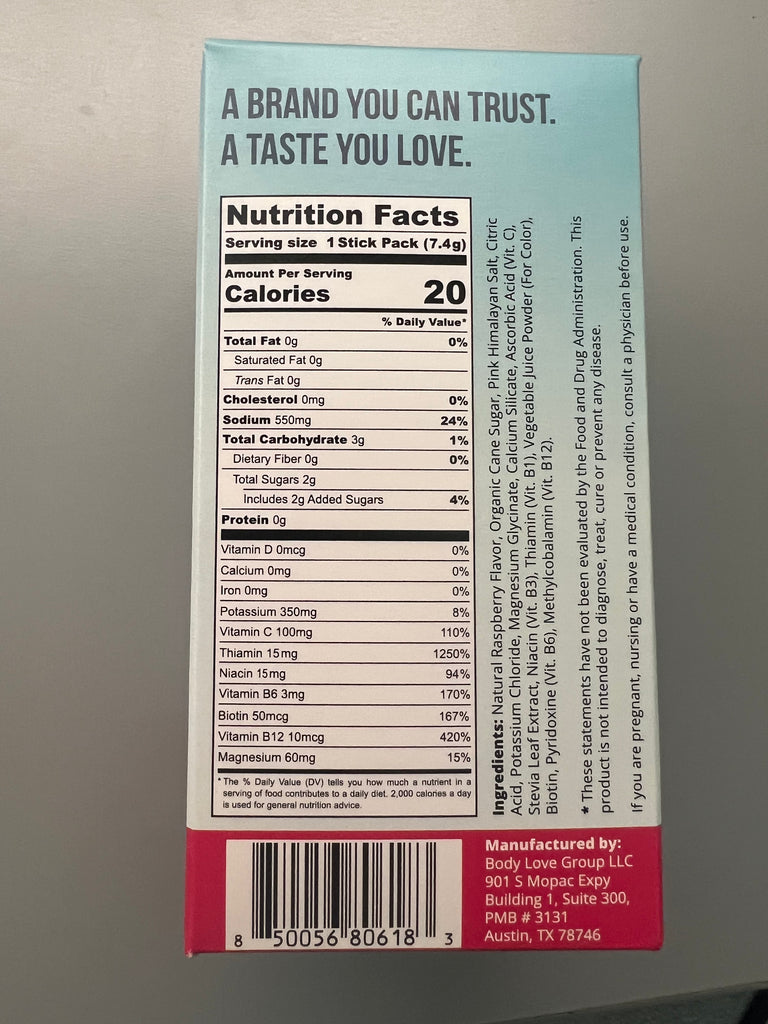 A BRAND YOU CAN TRUST.
A TASTE YOU LOVE.
Nutrition Facts
Serving size 1 Stick Pack (7.4g)
Amount Per Serving
Calories 20
% Daily Value*
Total Fat 0g 0%
Saturated Fat 0g
Trans Fat 0g
Cholesterol 0mg 0%
Sodium 550mg 24%
Total Carbohydrate 3g 1%
Dietary Fiber 0g 0%
Total Sugars 2g
Includes 2g Added Sugars 4%
Protein 0g
Vitamin D 0mcg 0%
Calcium 0mg 0%
Iron 0mg 0%
Potassium 350mg 8%
Vitamin C 100mg 110%
Thiamin 15mg 1250%
Niacin 15mg 94%
Vitamin B6 3mg 170%
Biotin 50mcg 167%
Vitamin B12 10mcg 420%
Magnesium 60mg 15%
* The % Daily Value (DV) tells you how much a nutrient in a
serving of food contributes to a daily diet. 2,000 calories a day
is used for general nutrition advice.
Ingredients: Natural Raspberry Flavor, Organic Cane Sugar, Pink Himalayan Salt, Citric
Acid, Potassium Chloride, Magnesium Glycinate, Calcium Silicate, Ascorbic Acid (Vit. C),
Stevia Leaf Extract, Niacin (Vit. B3), Thiamin (Vit. B1), Vegetable Juice Powder (For Color),
Biotin, Pyridoxine (Vit. B6), Methylcobalamin (Vit. B12).
* These statements have not been evaluated by the Food and Drug Administration. This
product is not intended to diagnose, treat, cure or prevent any disease.
If you are pregnant, nursing or have a medical condition, consult a physician before use.
8 50056 80618 3
Manufactured by:
Body Love Group LLC
901 S Mopac Expy
Building 1, Suite 300,
PMB # 3131
Austin, TX 78746